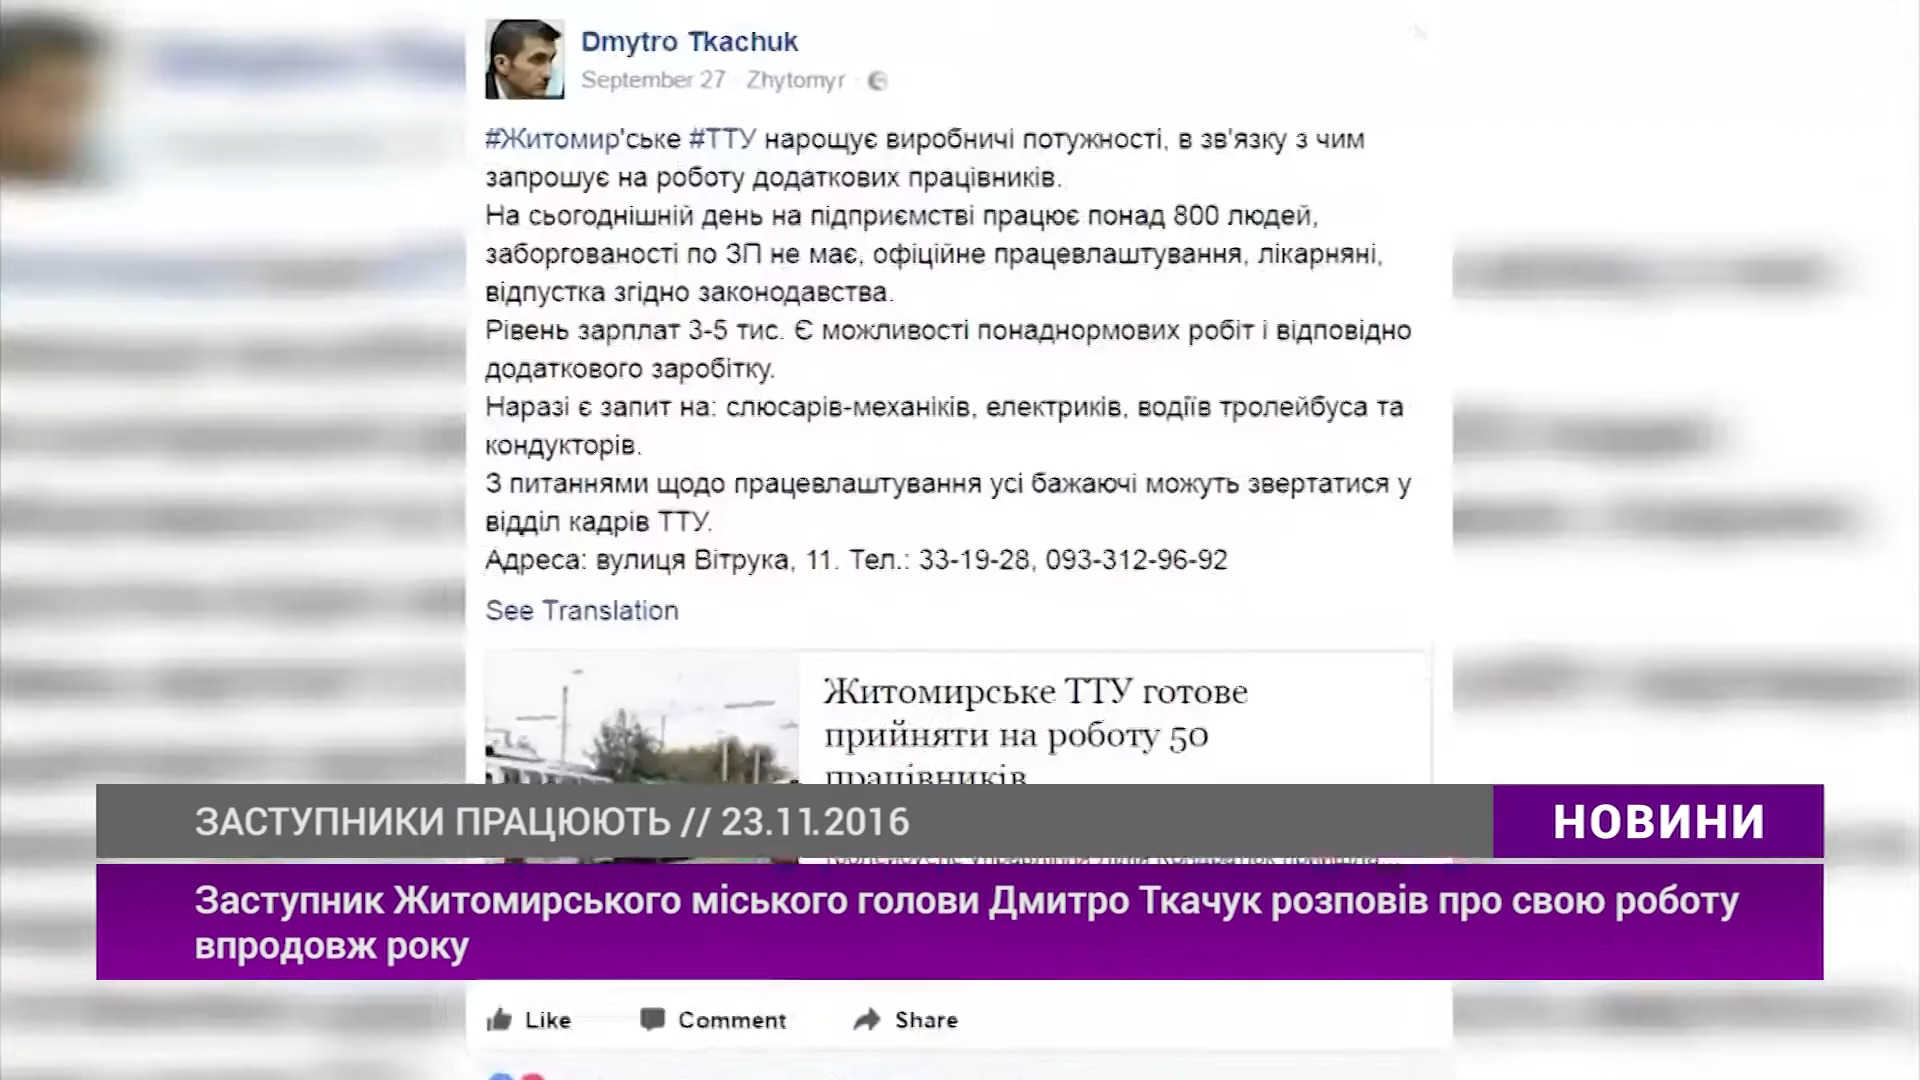 Dmytro Tkachuk
September 27 · Zhytomyr ·
#Житомир'ське #ТТУ нарощує виробничі потужності, в зв'язку з чим
запрошує на роботу додаткових працівників.
На сьогоднішній день на підприємстві працює понад 800 людей,
заборгованості по ЗП не має, офіційне працевлаштування, лікарняні,
відпустка згідно законодавства.
Рівень зарплат 3-5 тис. Є можливості понаднормових робіт і відповідно
додаткового заробітку.
Наразі є запит на: слюсарів-механіків, електриків, водіїв тролейбуса та
кондукторів.
З питаннями щодо працевлаштування усі бажаючі можуть звертатися у
відділ кадрів ТТУ.
Адреса: вулиця Вітрука, 11. Тел.: 33-19-28, 093-312-96-92
See Translation
Житомирське ТТУ готове
прийняти на роботу 50
працівників
ЗАСТУПНИКИ ПРАЦЮЮТЬ // 23.11.2016
НОВИНИ
Заступник Житомирського міського голови Дмитро Ткачук розповів про свою роботу
впродовж року
Like Comment Share